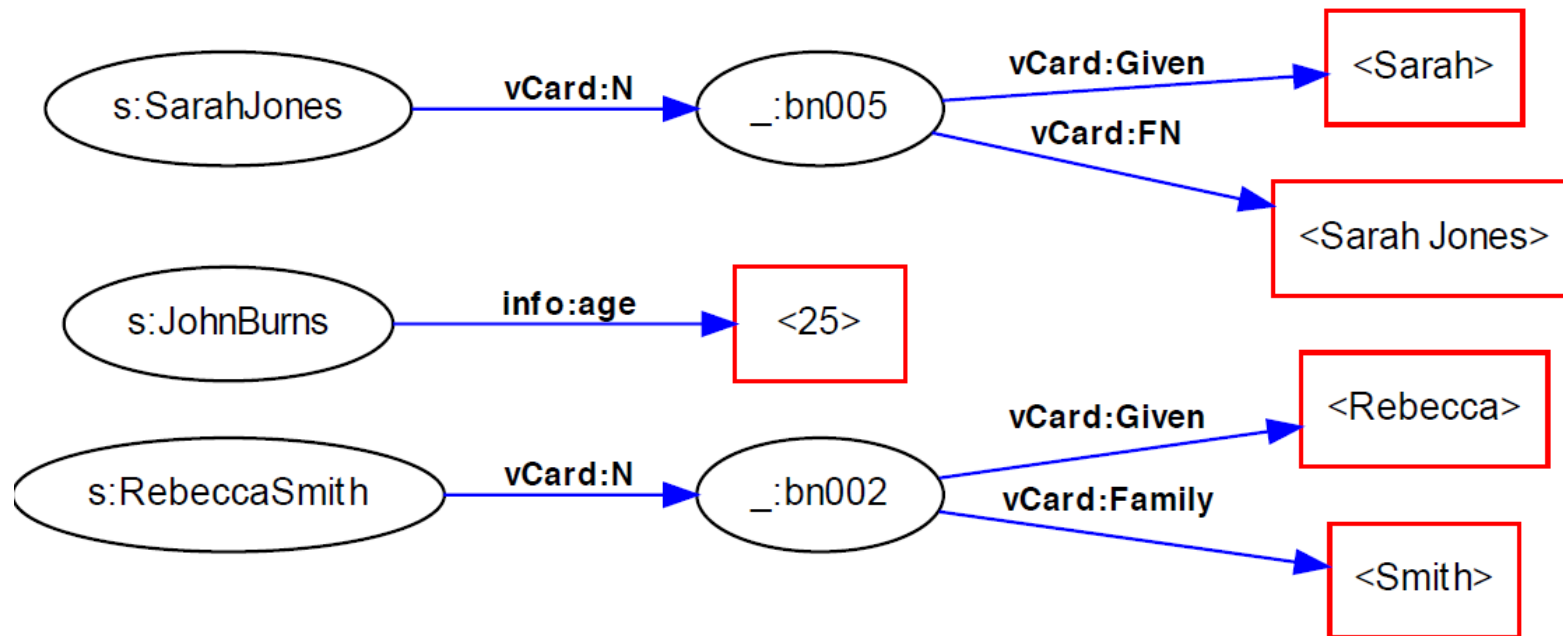 s:SarahJones
vCard:N
_:bn005
vCard:Given
<Sarah>
vCard:FN
<Sarah Jones>
s:JohnBurns
info:age
<25>
s:RebeccaSmith
vCard:N
_:bn002
vCard:Given
<Rebecca>
vCard:Family
<Smith>